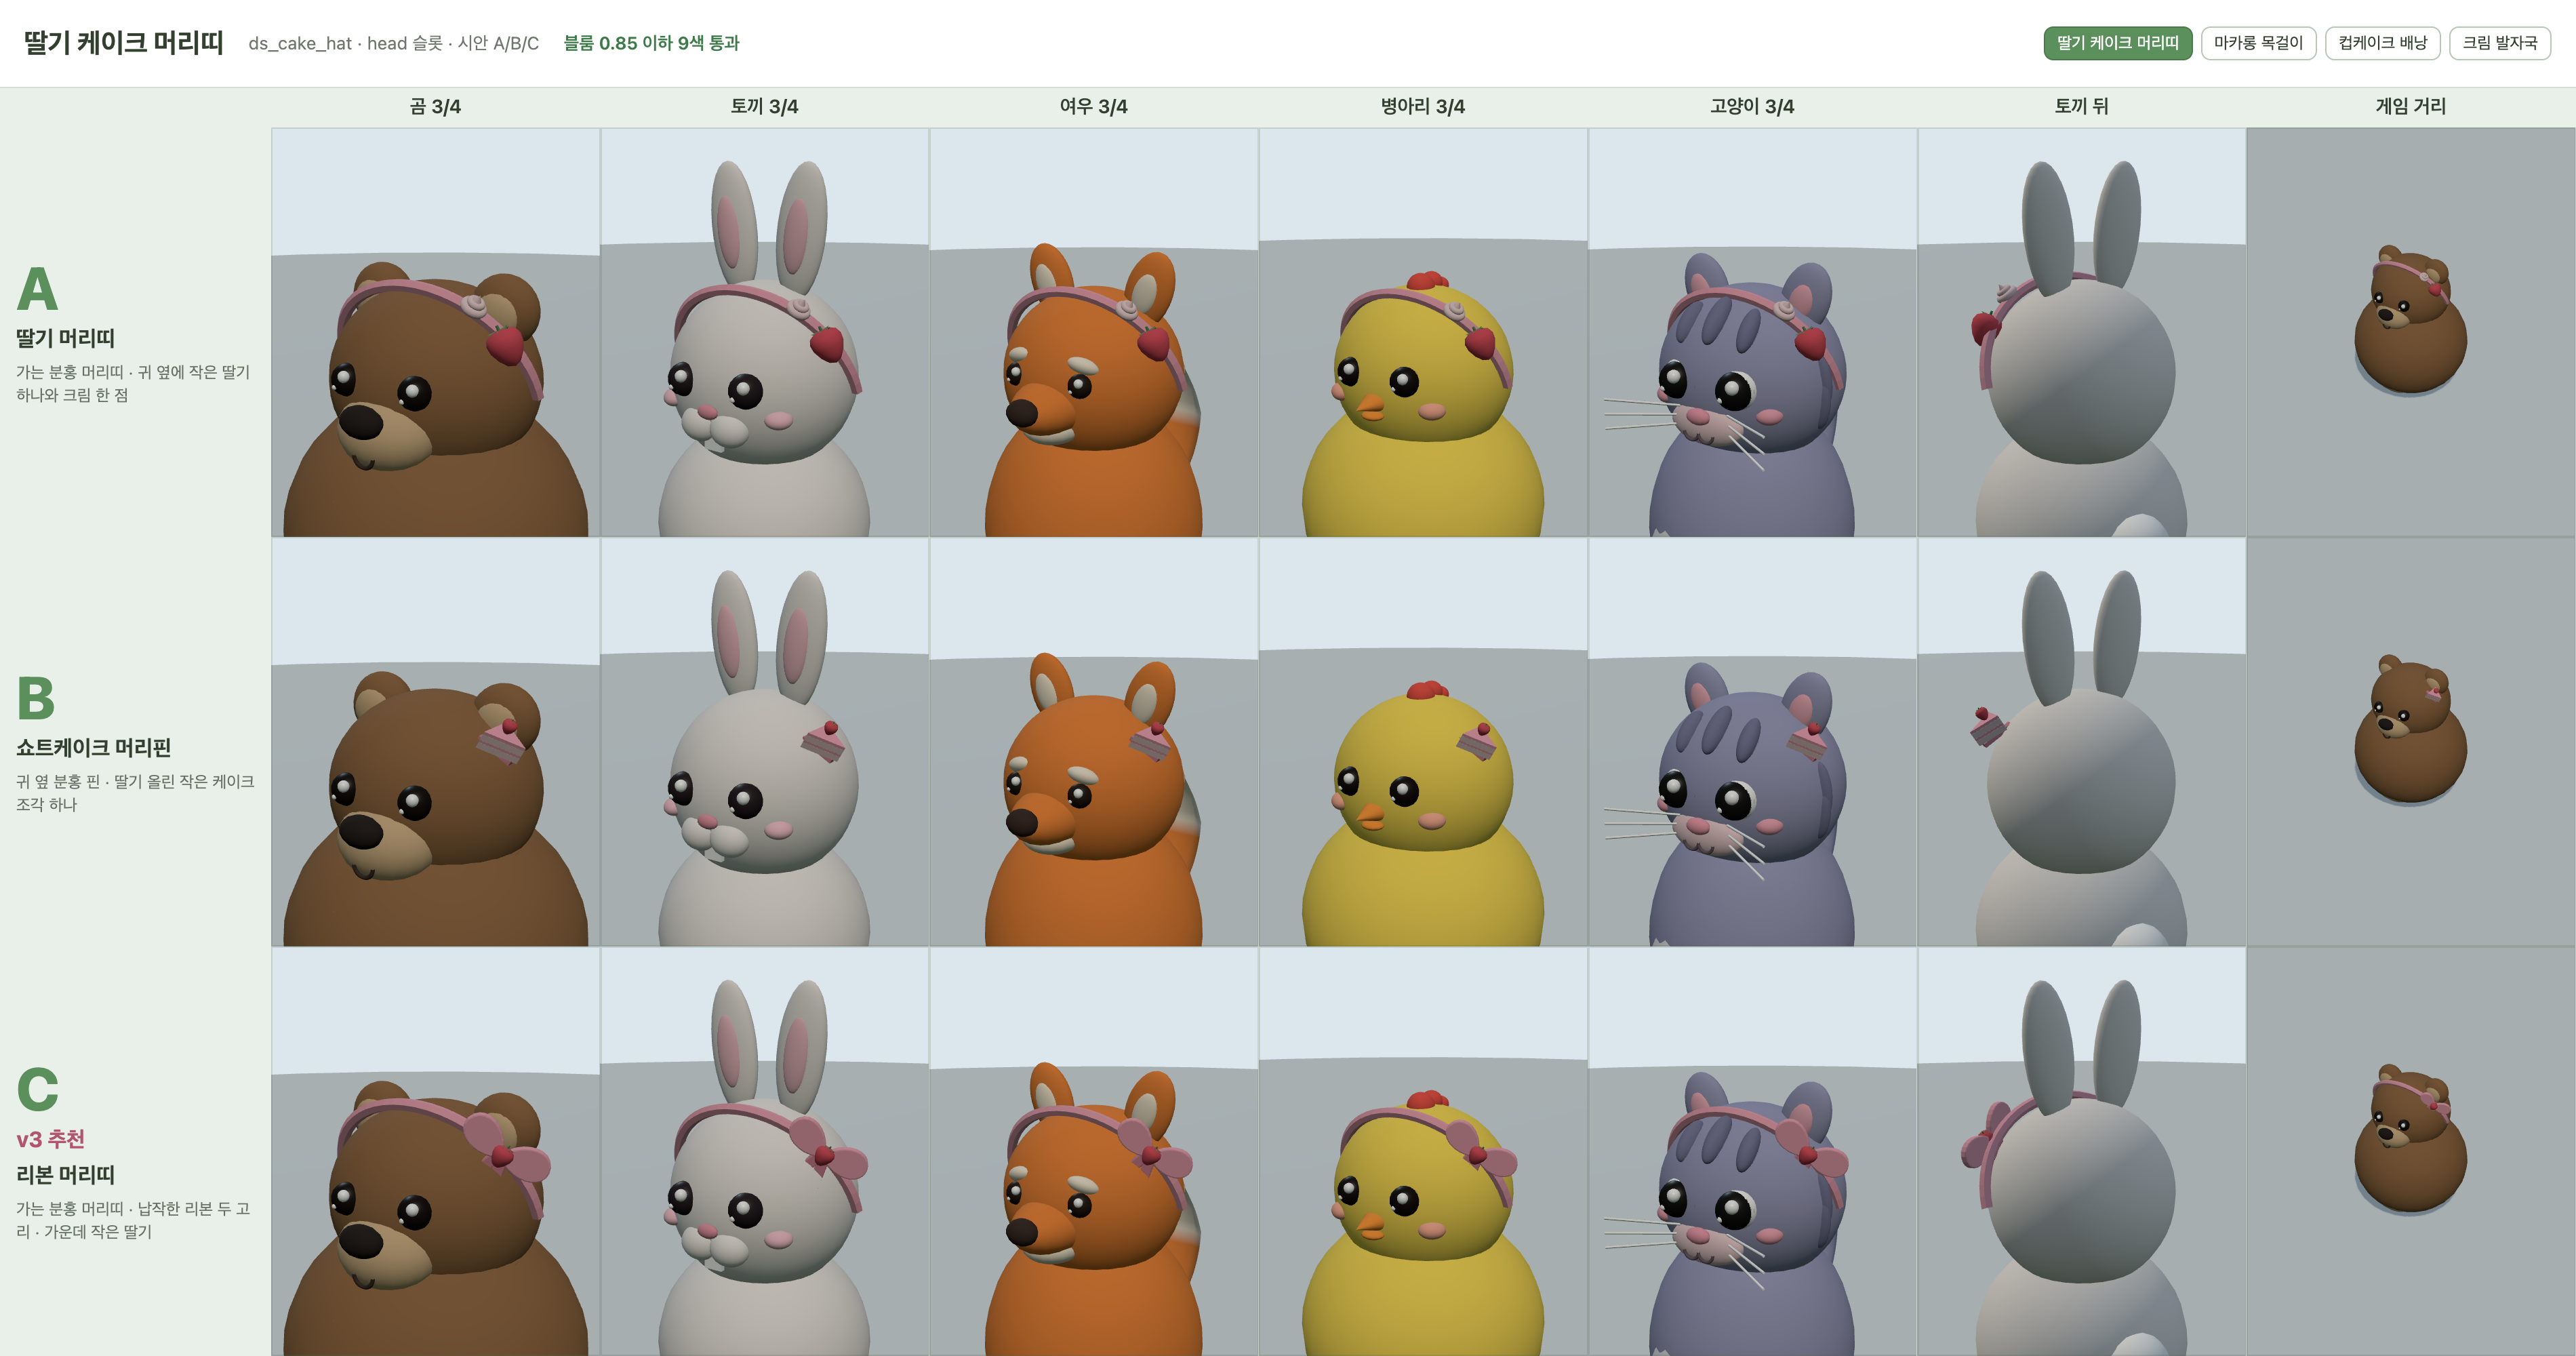 딸기 케이크 머리띠
ds_cake_hat · head 슬롯 · 시안 A/B/C
블룸 0.85 이하 9색 통과
딸기 케이크 머리띠
마카롱 목걸이
컵케이크 배낭
크림 발자국
곰 3/4
토끼 3/4
여우 3/4
병아리 3/4
고양이 3/4
토끼 뒤
게임 거리
A
딸기 머리띠
가는 분홍 머리띠 · 귀 옆에 작은 딸기
하나와 크림 한 점
B
쇼트케이크 머리핀
귀 옆 분홍 핀 · 딸기 올린 작은 케이크
조각 하나
C
v3 추천
리본 머리띠
가는 분홍 머리띠 · 납작한 리본 두 고
리 · 가운데 작은 딸기